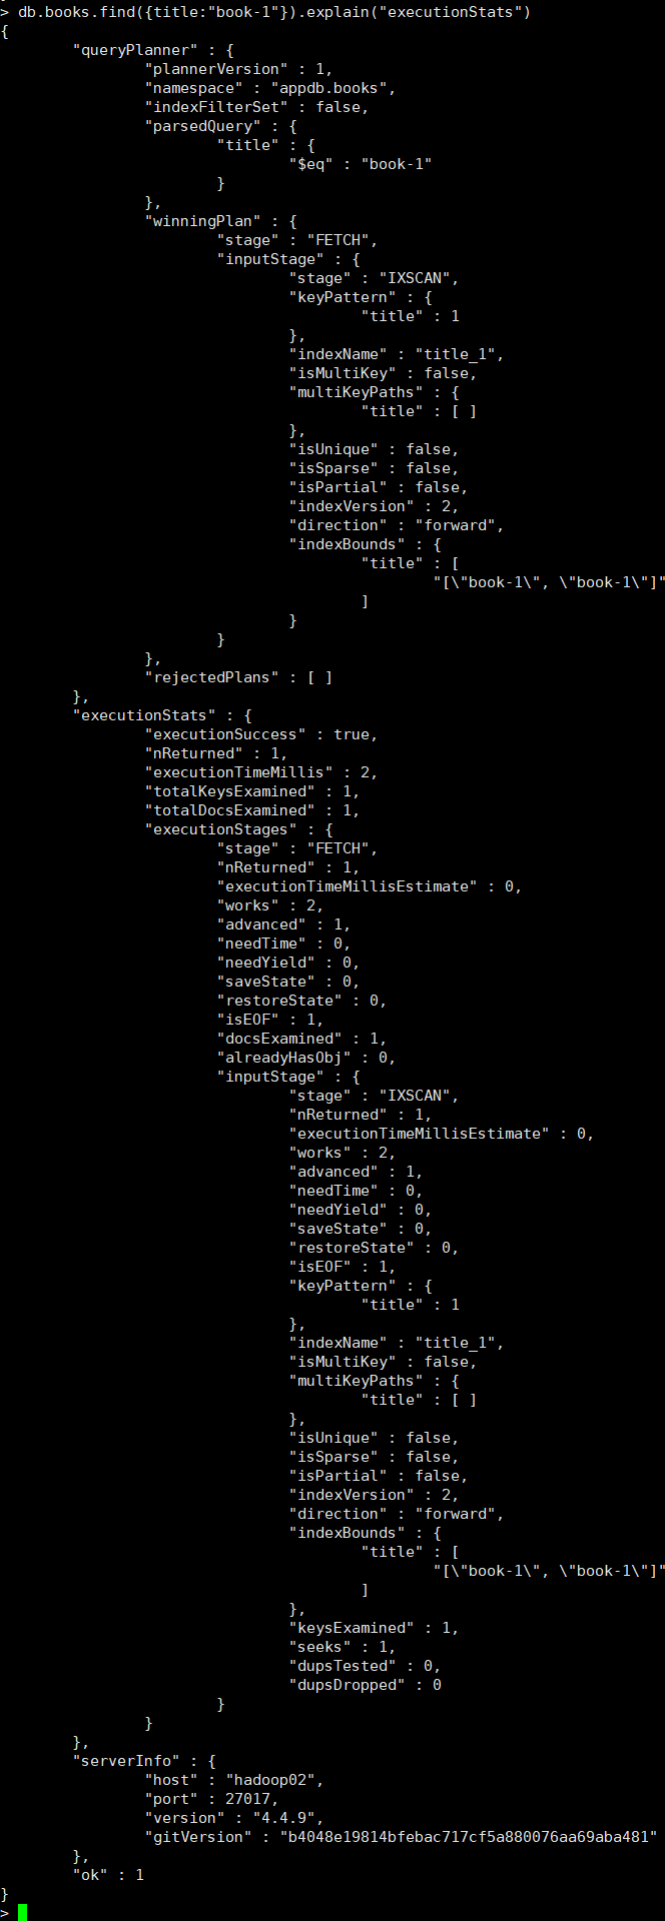 > db.books.find({title:"book-1"}).explain("executionStats")
{
        "queryPlanner" : {
                "plannerVersion" : 1,
                "namespace" : "appdb.books",
                "indexFilterSet" : false,
                "parsedQuery" : {
                        "title" : {
                                "$eq" : "book-1"
                        }
                },
                "winningPlan" : {
                        "stage" : "FETCH",
                        "inputStage" : {
                                "stage" : "IXSCAN",
                                "keyPattern" : {
                                        "title" : 1
                                },
                                "indexName" : "title_1",
                                "isMultiKey" : false,
                                "multiKeyPaths" : {
                                        "title" : [ ]
                                },
                                "isUnique" : false,
                                "isSparse" : false,
                                "isPartial" : false,
                                "indexVersion" : 2,
                                "direction" : "forward",
                                "indexBounds" : {
                                        "title" : [
                                                "[\"book-1\", \"book-1\"]"
                                        ]
                                }
                        }
                },
                "rejectedPlans" : [ ]
        },
        "executionStats" : {
                "executionSuccess" : true,
                "nReturned" : 1,
                "executionTimeMillis" : 2,
                "totalKeysExamined" : 1,
                "totalDocsExamined" : 1,
                "executionStages" : {
                        "stage" : "FETCH",
                        "nReturned" : 1,
                        "executionTimeMillisEstimate" : 0,
                        "works" : 2,
                        "advanced" : 1,
                        "needTime" : 0,
                        "needYield" : 0,
                        "saveState" : 0,
                        "restoreState" : 0,
                        "isEOF" : 1,
                        "docsExamined" : 1,
                        "alreadyHasObj" : 0,
                        "inputStage" : {
                                "stage" : "IXSCAN",
                                "nReturned" : 1,
                                "executionTimeMillisEstimate" : 0,
                                "works" : 2,
                                "advanced" : 1,
                                "needTime" : 0,
                                "needYield" : 0,
                                "saveState" : 0,
                                "restoreState" : 0,
                                "isEOF" : 1,
                                "keyPattern" : {
                                        "title" : 1
                                },
                                "indexName" : "title_1",
                                "isMultiKey" : false,
                                "multiKeyPaths" : {
                                        "title" : [ ]
                                },
                                "isUnique" : false,
                                "isSparse" : false,
                                "isPartial" : false,
                                "indexVersion" : 2,
                                "direction" : "forward",
                                "indexBounds" : {
                                        "title" : [
                                                "[\"book-1\", \"book-1\"]"
                                        ]
                                },
                                "keysExamined" : 1,
                                "seeks" : 1,
                                "dupsTested" : 0,
                                "dupsDropped" : 0
                        }
                }
        },
        "serverInfo" : {
                "host" : "hadoop02",
                "port" : 27017,
                "version" : "4.4.9",
                "gitVersion" : "b4048e19814bfebac717cf5a880076aa69aba481"
        },
        "ok" : 1
}
>